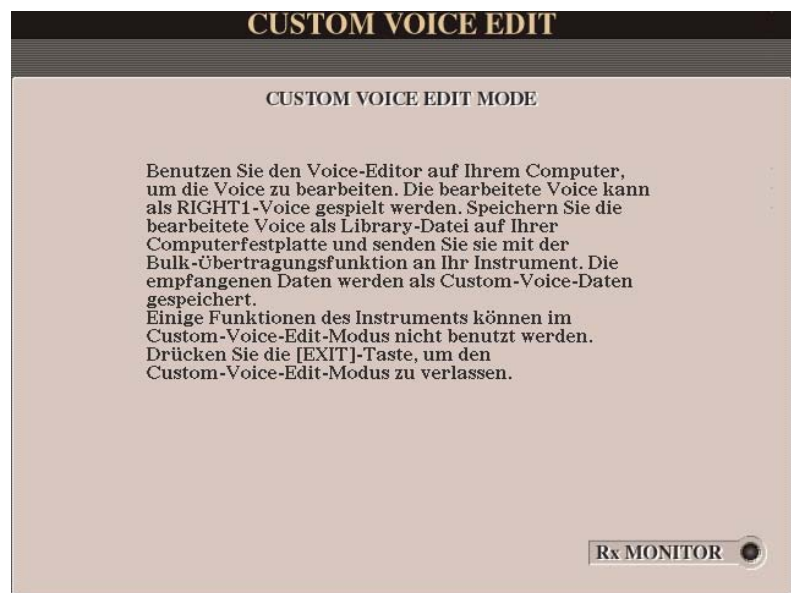 CUSTOM VOICE EDIT
CUSTOM VOICE EDIT MODE
Benutzen Sie den Voice-Editor auf Ihrem Computer,
um die Voice zu bearbeiten. Die bearbeitete Voice kann
als RIGHT1-Voice gespielt werden. Speichern Sie die
bearbeitete Voice als Library-Datei auf Ihrer
Computerfestplatte und senden Sie sie mit der
Bulk-Übertragungsfunktion an Ihr Instrument. Die
empfangenen Daten werden als Custom-Voice-Daten
gespeichert.
Einige Funktionen des Instruments können im
Custom-Voice-Edit-Modus nicht benutzt werden.
Drücken Sie die [EXIT]-Taste, um den
Custom-Voice-Edit-Modus zu verlassen.
Rx MONITOR